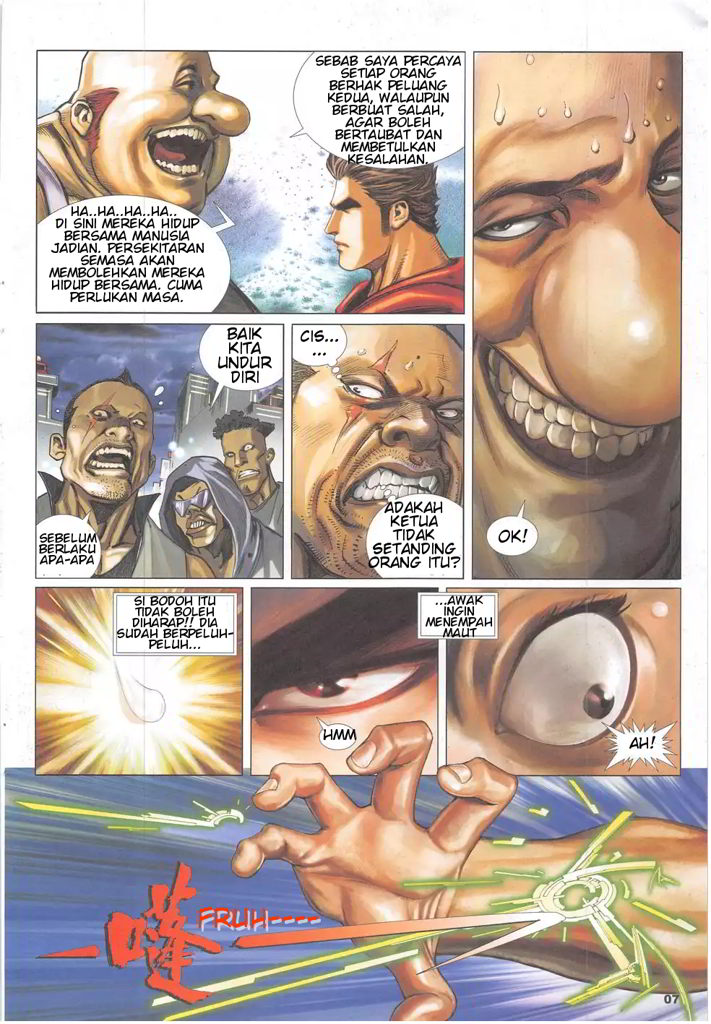 SEBAB SAYA PERCAYA
SETIAP ORANG
BERHAK PELUANG
KEDUA, WALAUPUN
BERBUAT SALAH,
AGAR BOLEH
BERTAUBAT DAN
MEMBETULKAN
KESALAHAN.
HA..HA..HA..HA..
DI SINI MEREKA HIDUP
BERSAMA MANUSIA
JADIAN. PERSEKITARAN
SEMASA AKAN
MEMBOLEHKAN MEREKA
HIDUP BERSAMA. CUMA
PERLUKAN MASA.
OK!
BAIK
KITA
UNDUR
DIRI
SEBELUM
BERLAKU
APA-APA
CIS....
....
ADAKAH
KETUA
TIDAK
SETANDING
ORANG ITU?
SI BODOH ITU
TIDAK BOLEH
DIHARAP!! DIA
SUDAH BERPELUH-
PELUH...
...AWAK
INGIN
MENEMPAH
MAUT
HMM
AH!
噠
FRUH----
07